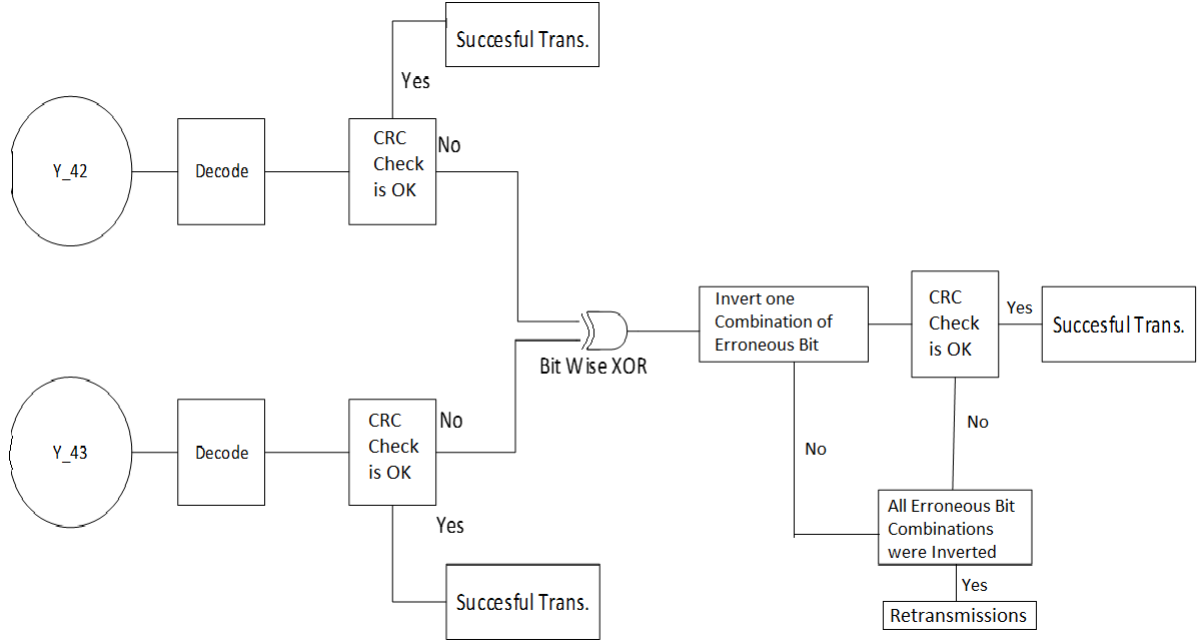 Succesful Trans.
Yes
Y_42
Decode
CRC
Check
is OK
No
Bit Wise XOR
Invert one
Combination of
Erroneous Bit
CRC
Check
is OK
Yes
Succesful Trans.
No
No
All Erroneous Bit
Combinations
were Inverted
Yes
Retransmissions
Y_43
Decode
CRC
Check
is OK
No
Yes
Succesful Trans.